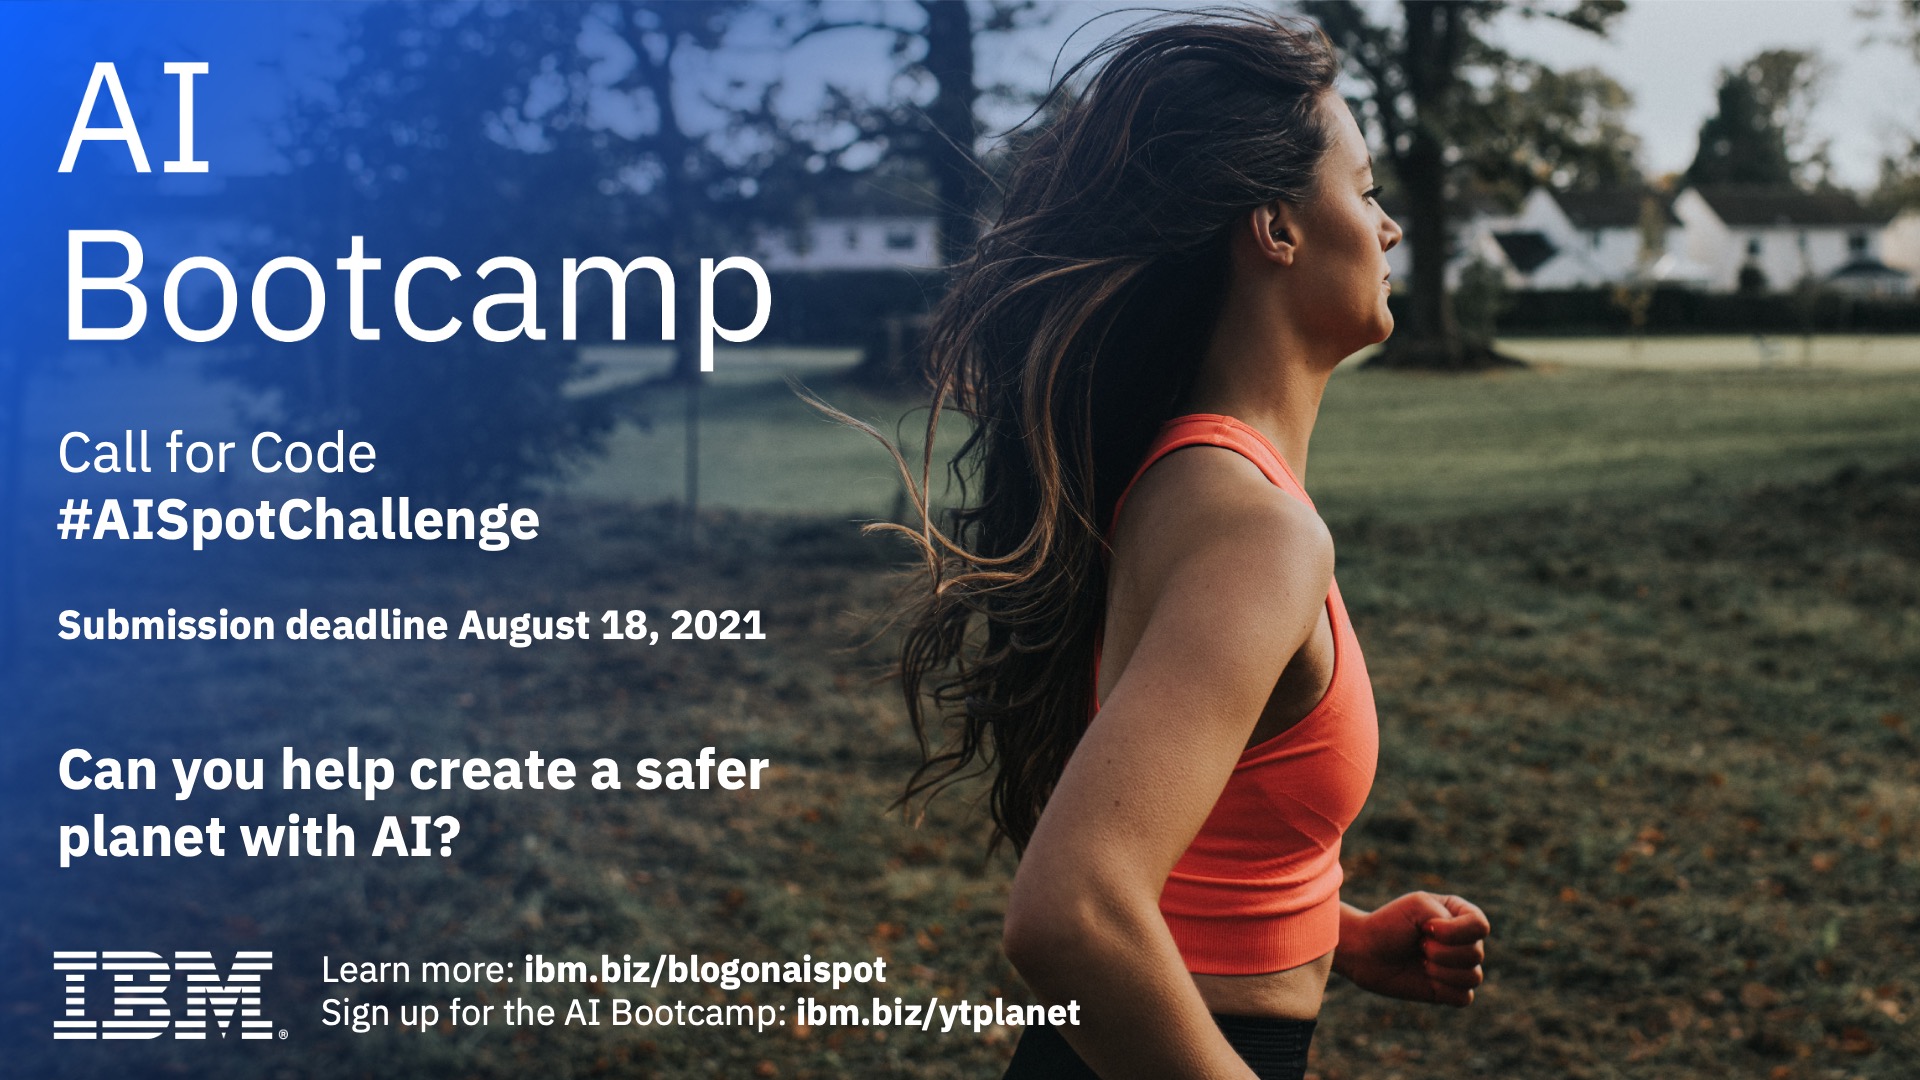 AI
Bootcamp
Call for Code
#AISpotChallenge
Submission deadline August 18, 2021
Can you help create a safer
planet with AI?
IBM®
Learn more: ibm.biz/blogonaispot
Sign up for the AI Bootcamp: ibm.biz/ytplanet